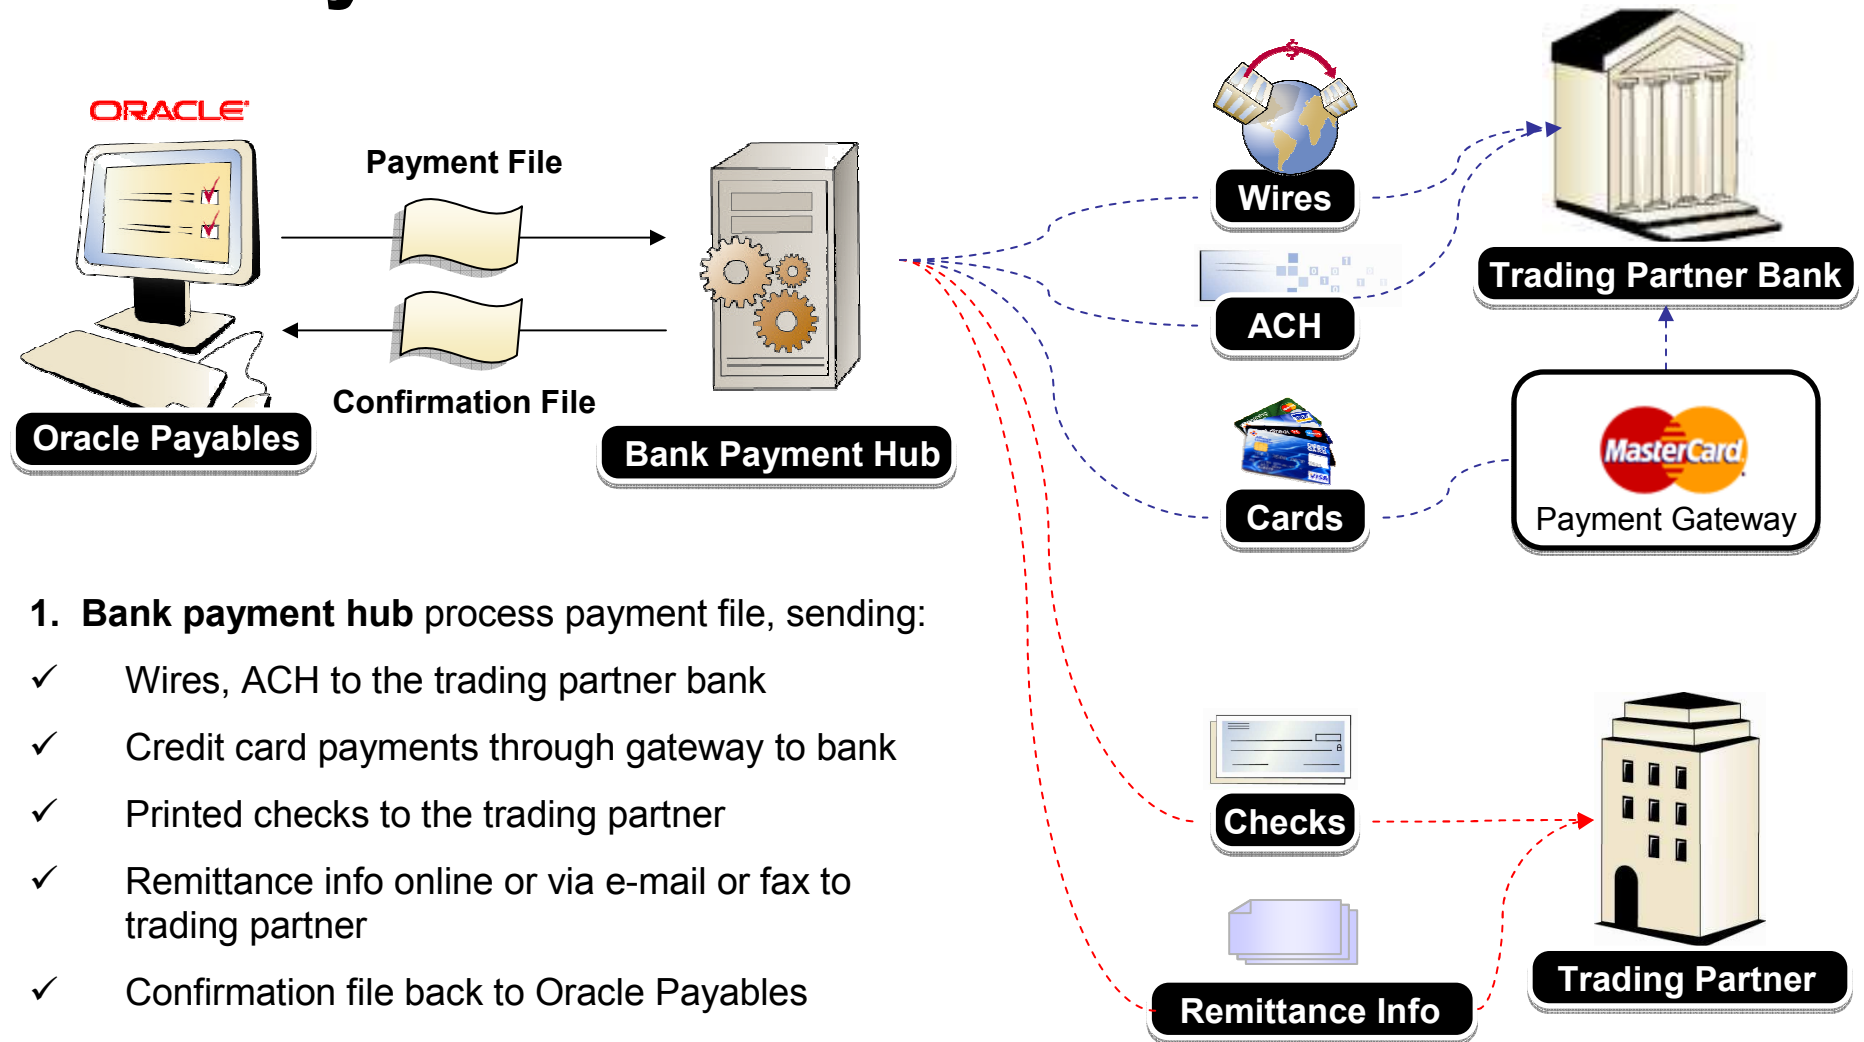 ORACLE
Payment File
Confirmation File
Oracle Payables
Bank Payment Hub
Wires
ACH
Cards
Trading Partner Bank
MasterCard
Payment Gateway
VISA
1. Bank payment hub process payment file, sending:
✓ Wires, ACH to the trading partner bank
✓ Credit card payments through gateway to bank
✓ Printed checks to the trading partner
✓ Remittance info online or via e-mail or fax to
trading partner
✓ Confirmation file back to Oracle Payables
Checks
Remittance Info
Trading Partner